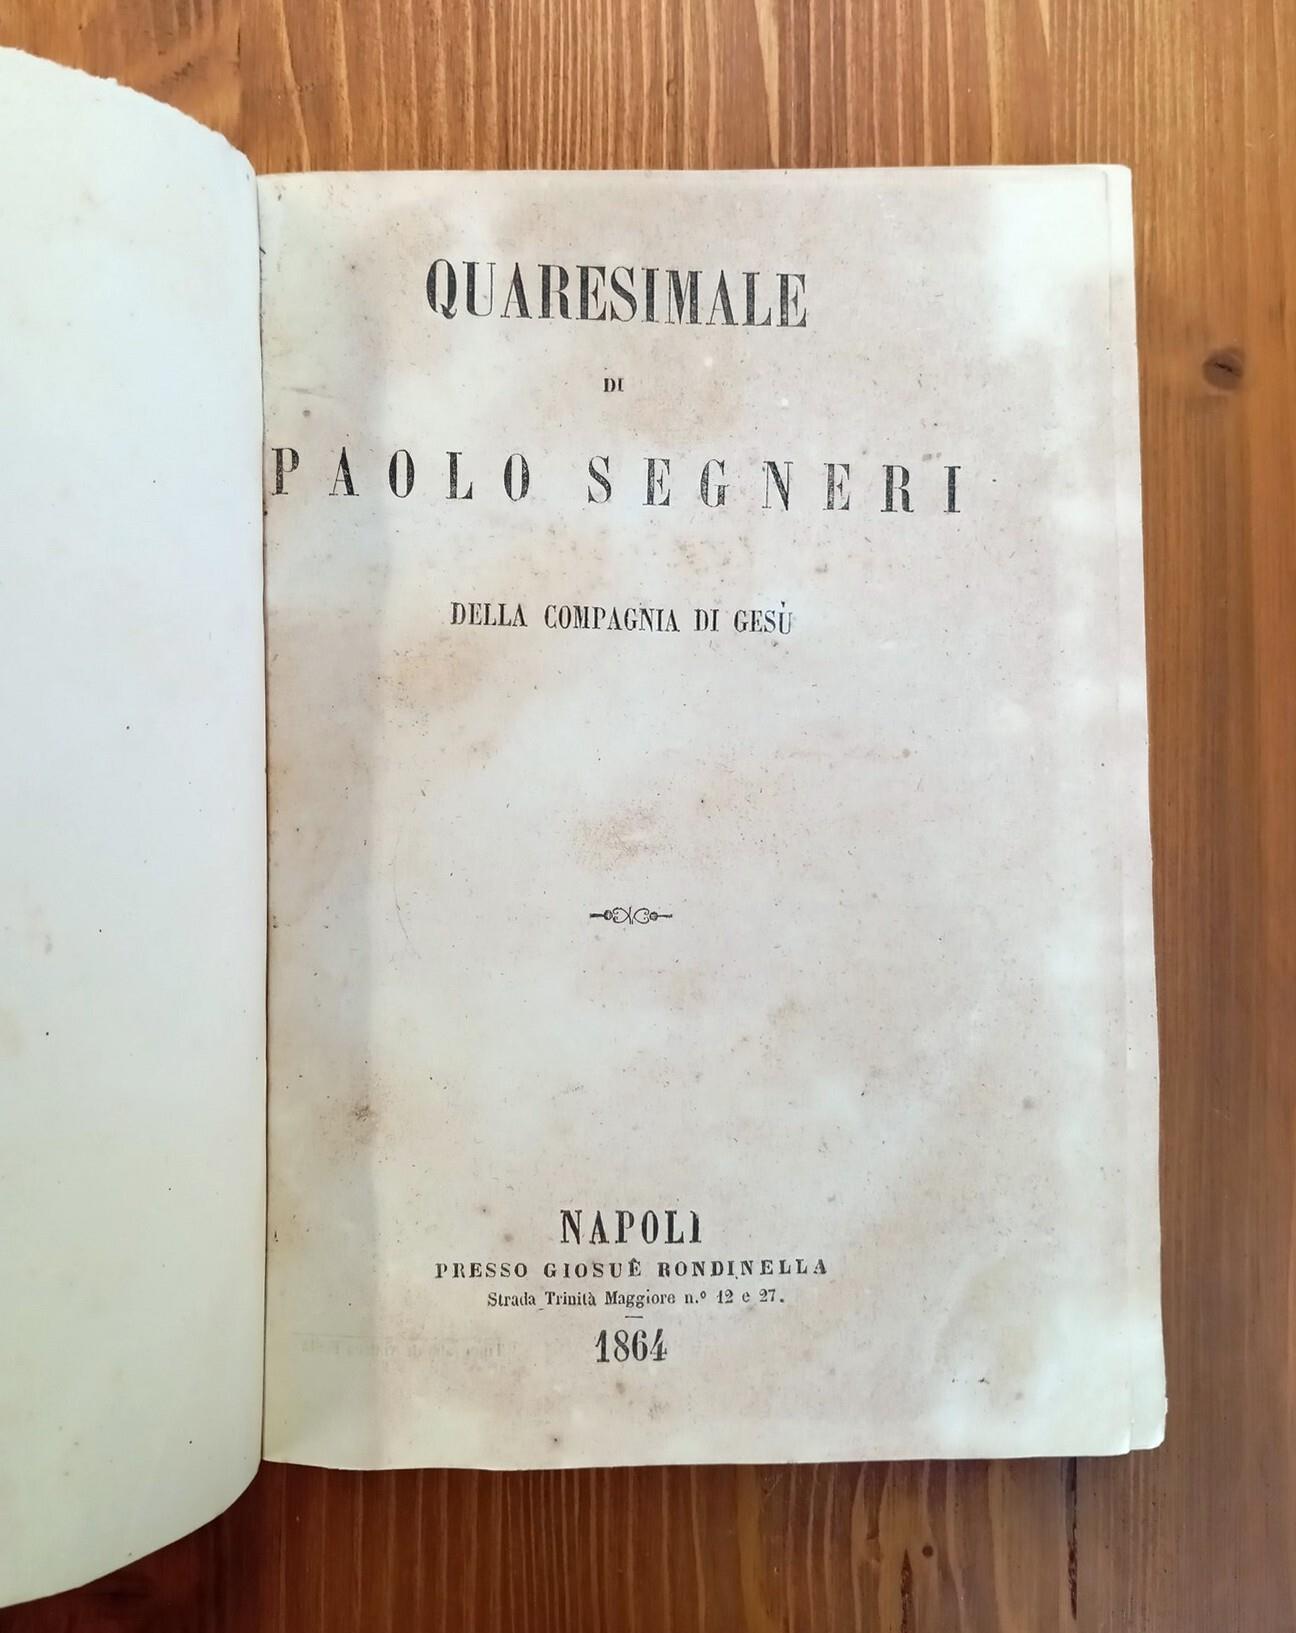 QUARESIMALE
DI
PAOLO SEGNERI
DELLA COMPAGNIA DI GESÙ
NAPOLI
PRESSO GIOSUÈ RONDINELLA
Strada Trinità Maggiore n.º 12 e 27.
1864